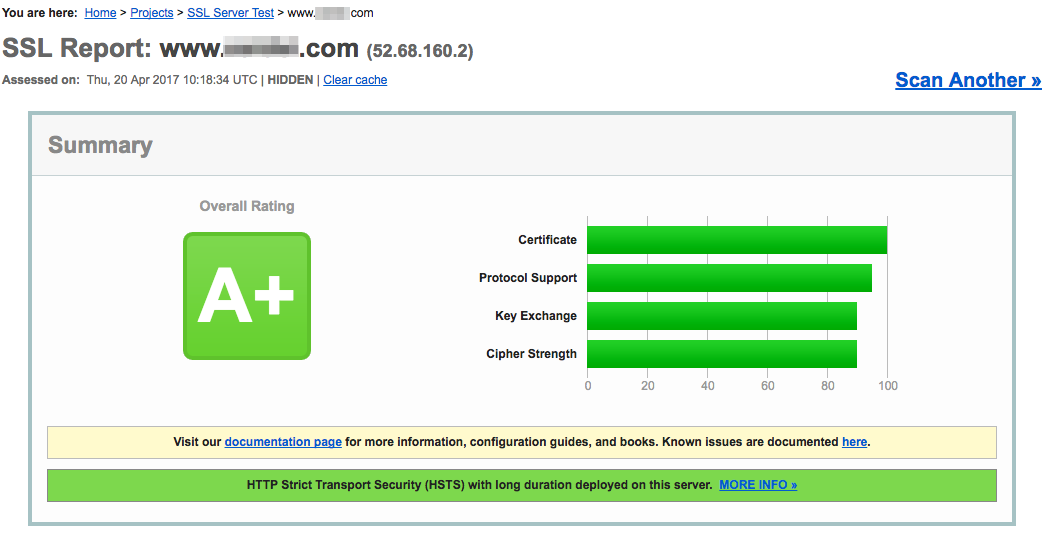 You are here: Home > Projects > SSL Server Test > www. com
SSL Report: www. .com (52.68.160.2)
Assessed on: Thu, 20 Apr 2017 10:18:34 UTC | HIDDEN | Clear cache
Scan Another »
Summary
Overall Rating
A+
Certificate
Protocol Support
Key Exchange
Cipher Strength
0 20 40 60 80 100
Visit our documentation page for more information, configuration guides, and books. Known issues are documented here.
HTTP Strict Transport Security (HSTS) with long duration deployed on this server. MORE INFO »